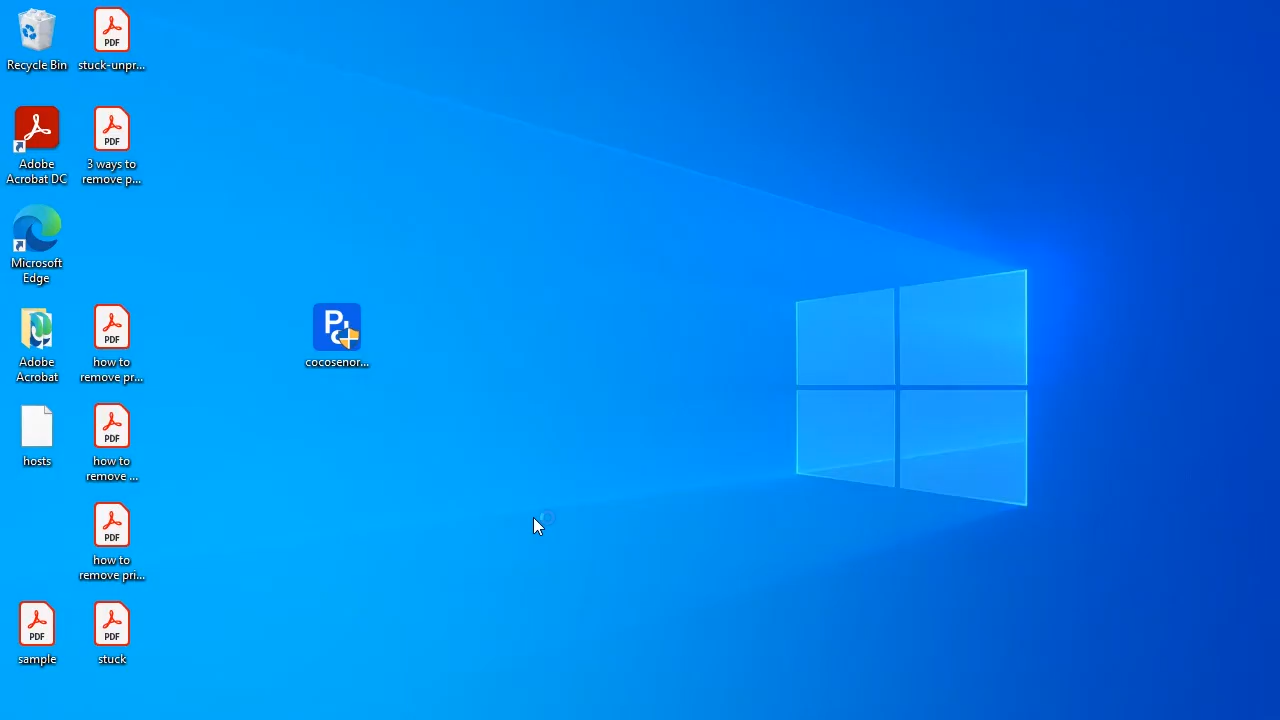 Recycle Bin
PDF
stuck-unpr...
Adobe
Acrobat DC
PDF
3 ways to
remove p...
Microsoft
Edge
Adobe
Acrobat
PDF
how to
remove pr...
cocosenor...
hosts
PDF
how to
remove ...
PDF
how to
remove pri...
PDF
sample
PDF
stuck